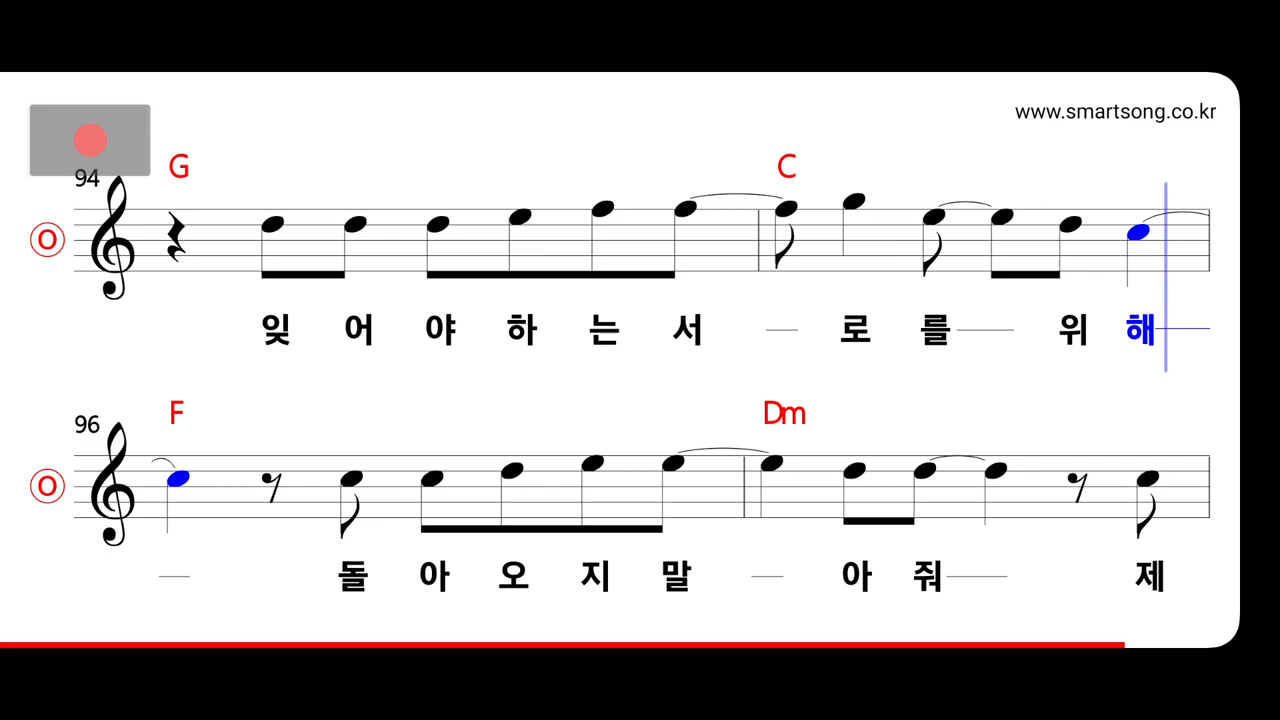 www.smartsong.co.kr
94 G C
O
잊 어 야 하 는 서 로 를 위 해
96 F Dm
O
돌 아 오 지 말 아 줘 제